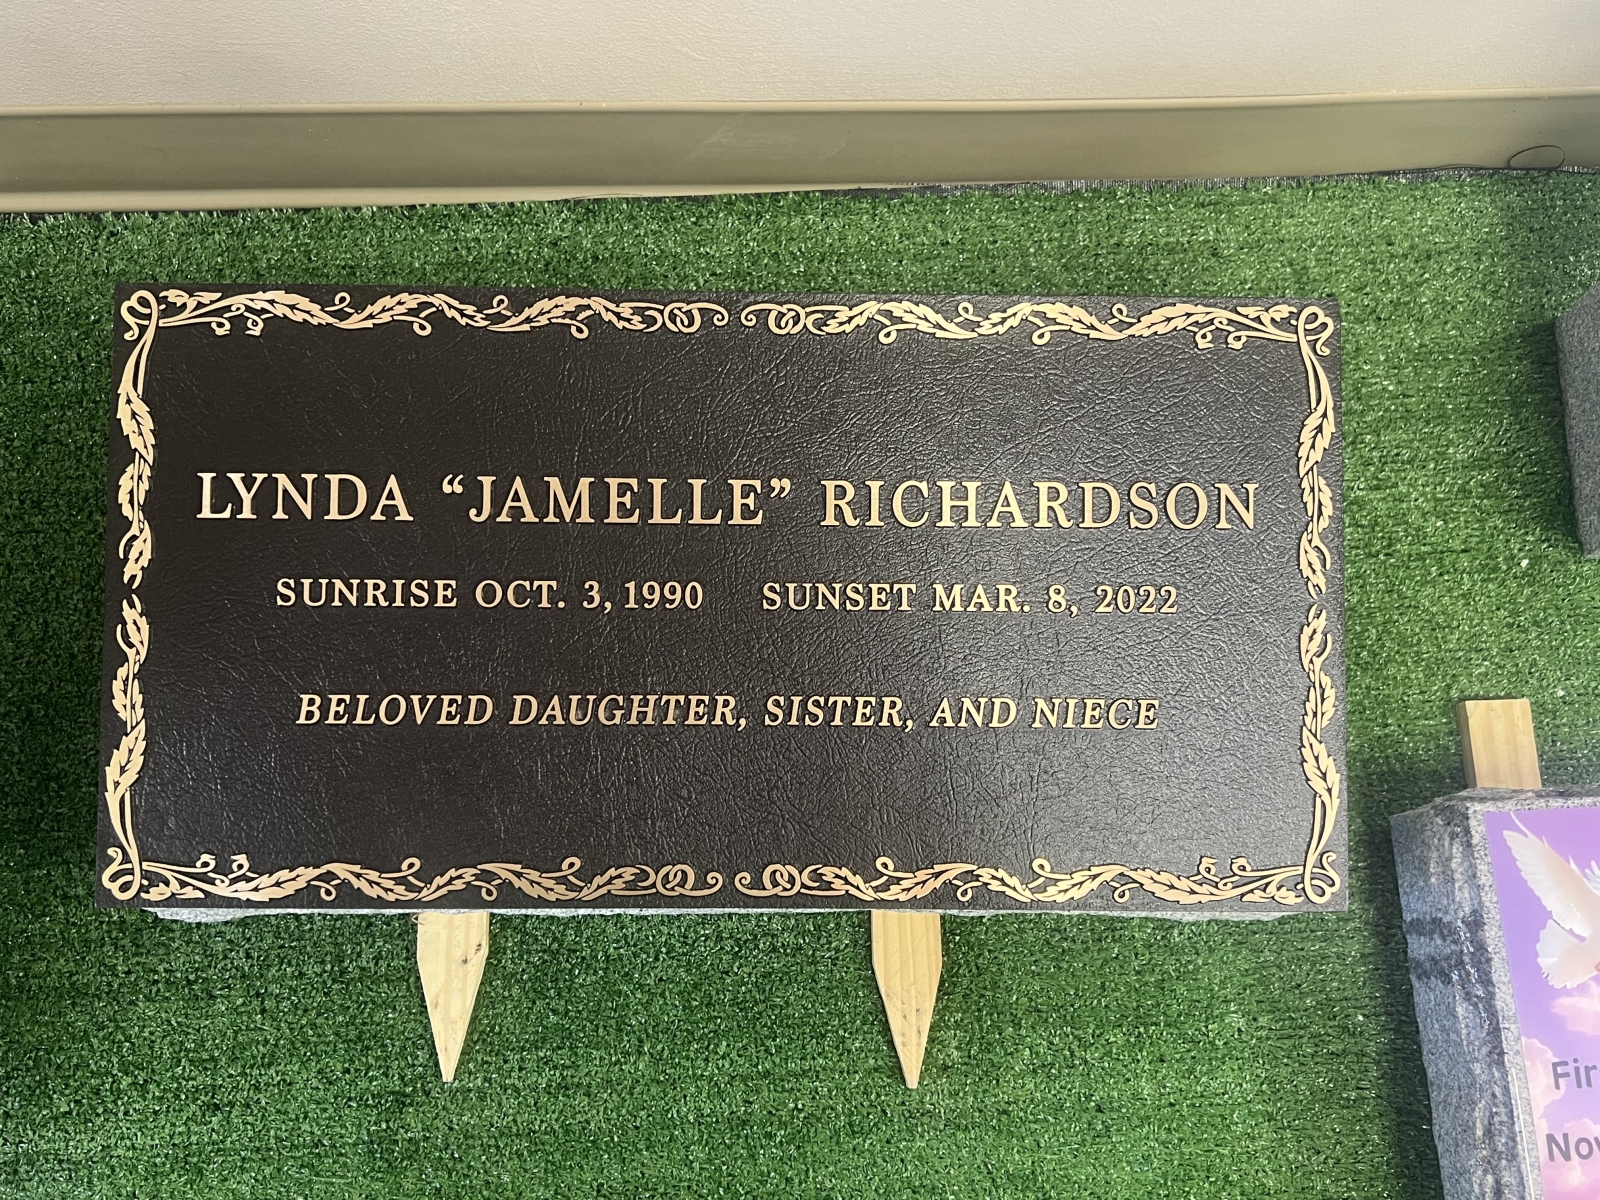 LYNDA “JAMELLE” RICHARDSON
SUNRISE OCT. 3, 1990 SUNSET MAR. 8, 2022
BELOVED DAUGHTER, SISTER, AND NIECE